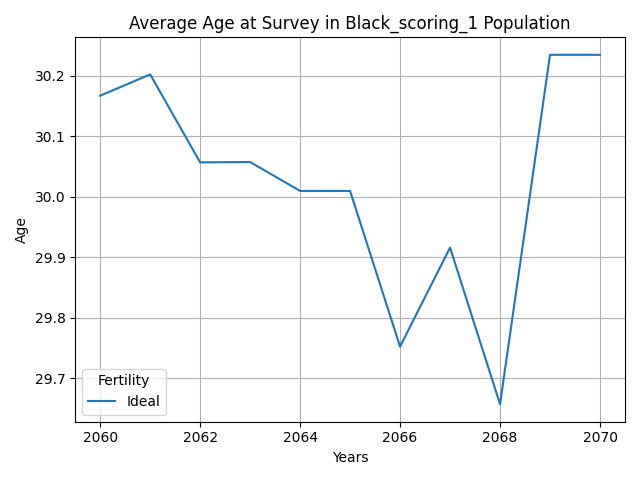 Average Age at Survey in Black_scoring_1 Population
30.2
30.1
30.0
29.9
29.8
29.7
Age
Fertility
Ideal
2060 2062 2064 2066 2068 2070
Years